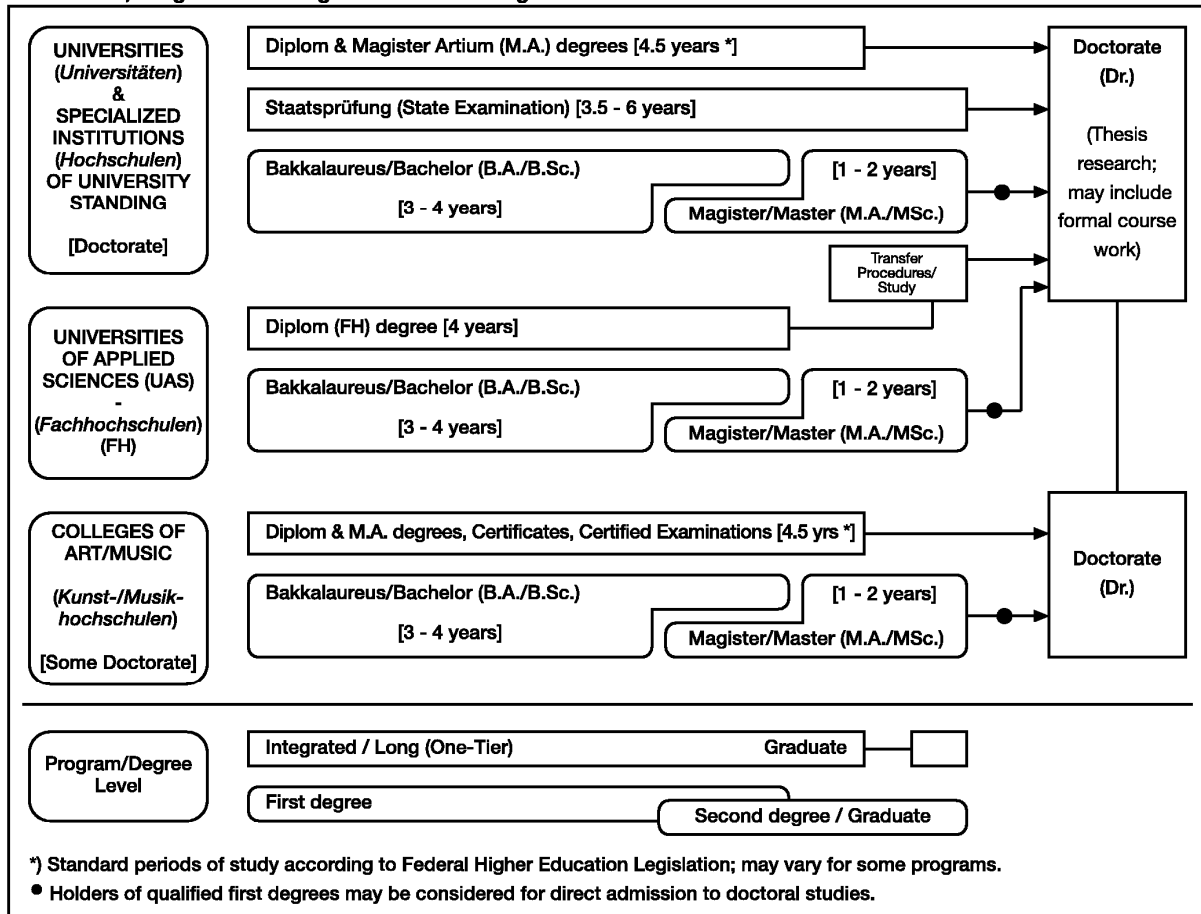 UNIVERSITIES
(Universitäten)
&
SPECIALIZED
INSTITUTIONS
(Hochschulen)
OF UNIVERSITY
STANDING
[Doctorate]
Diplom & Magister Artium (M.A.) degrees [4.5 years *]
Staatsprüfung (State Examination) [3.5 - 6 years]
Bakkalaureus/Bachelor (B.A./B.Sc.)
[3 - 4 years]
[1 - 2 years]
Magister/Master (M.A./MSc.)
Transfer
Procedures/
Study
Doctorate
(Dr.)
(Thesis
research;
may include
formal course
work)
UNIVERSITIES
OF APPLIED
SCIENCES (UAS)
-
(Fachhochschulen)
(FH)
Diplom (FH) degree [4 years]
Bakkalaureus/Bachelor (B.A./B.Sc.)
[3 - 4 years]
[1 - 2 years]
Magister/Master (M.A./MSc.)
COLLEGES OF
ART/MUSIC
(Kunst-/Musik-
hochschulen)
[Some Doctorate]
Diplom & M.A. degrees, Certificates, Certified Examinations [4.5 yrs *]
Bakkalaureus/Bachelor (B.A./B.Sc.)
[3 - 4 years]
[1 - 2 years]
Magister/Master (M.A./MSc.)
Doctorate
(Dr.)
Program/Degree
Level
Integrated / Long (One-Tier) Graduate
First degree
Second degree / Graduate
*) Standard periods of study according to Federal Higher Education Legislation; may vary for some programs.
● Holders of qualified first degrees may be considered for direct admission to doctoral studies.